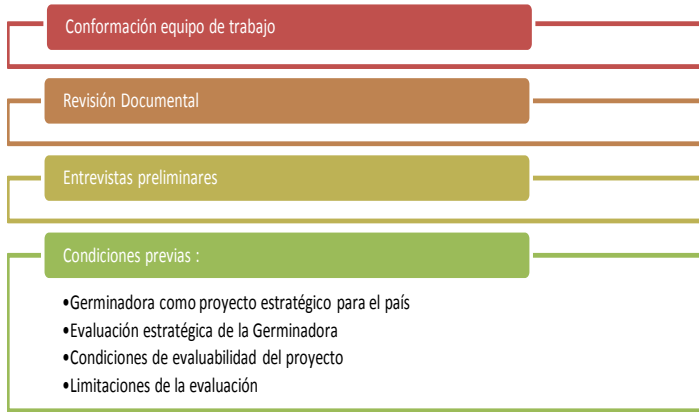 Conformación equipo de trabajo
Revisión Documental
Entrevistas preliminares
Condiciones previas :
•Germinadora como proyecto estratégico para el país
•Evaluación estratégica de la Germinadora
•Condiciones de evaluabilidad del proyecto
•Limitaciones de la evaluación